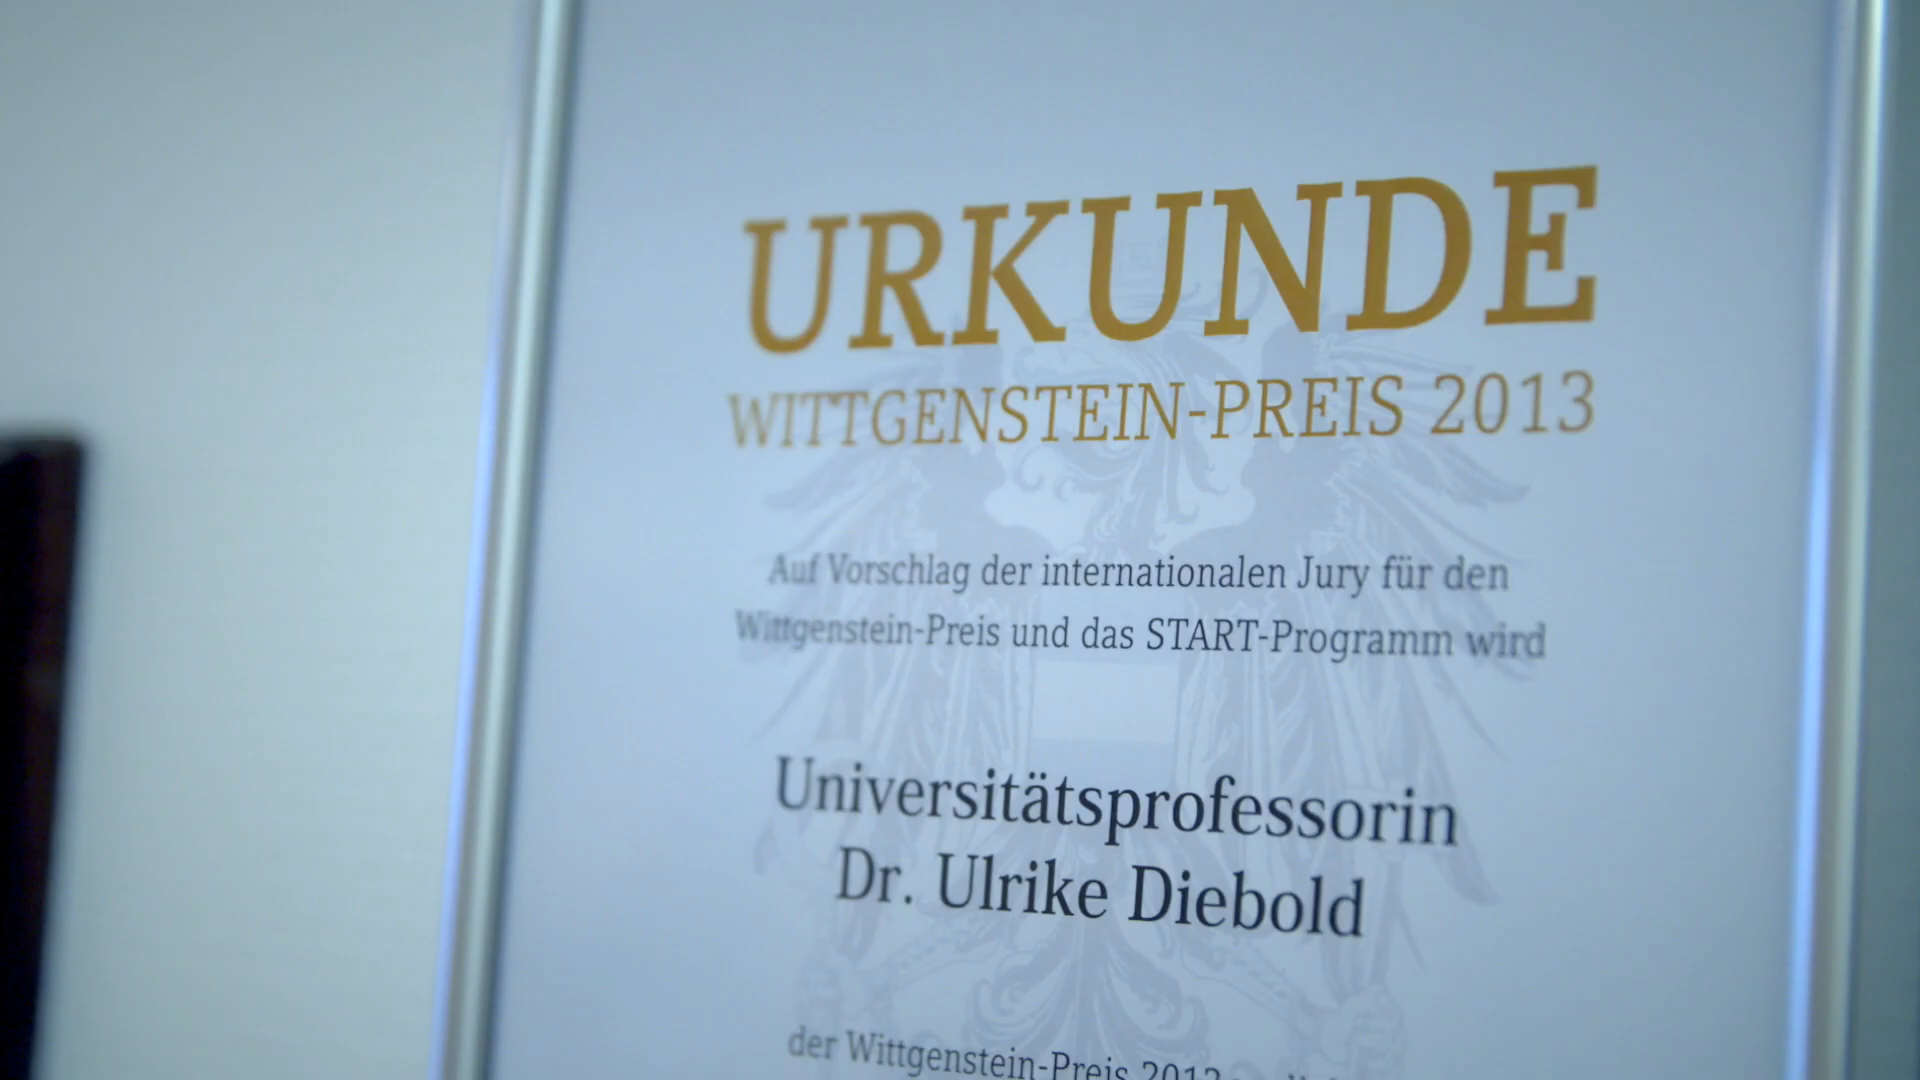 URKUNDE
WITTGENSTEIN-PREIS 2013
Auf Vorschlag der internationalen Jury für den
Wittgenstein-Preis und das START-Programm wird
Universitätsprofessorin
Dr. Ulrike Diebold
der Wittgenstein-Preis 2013